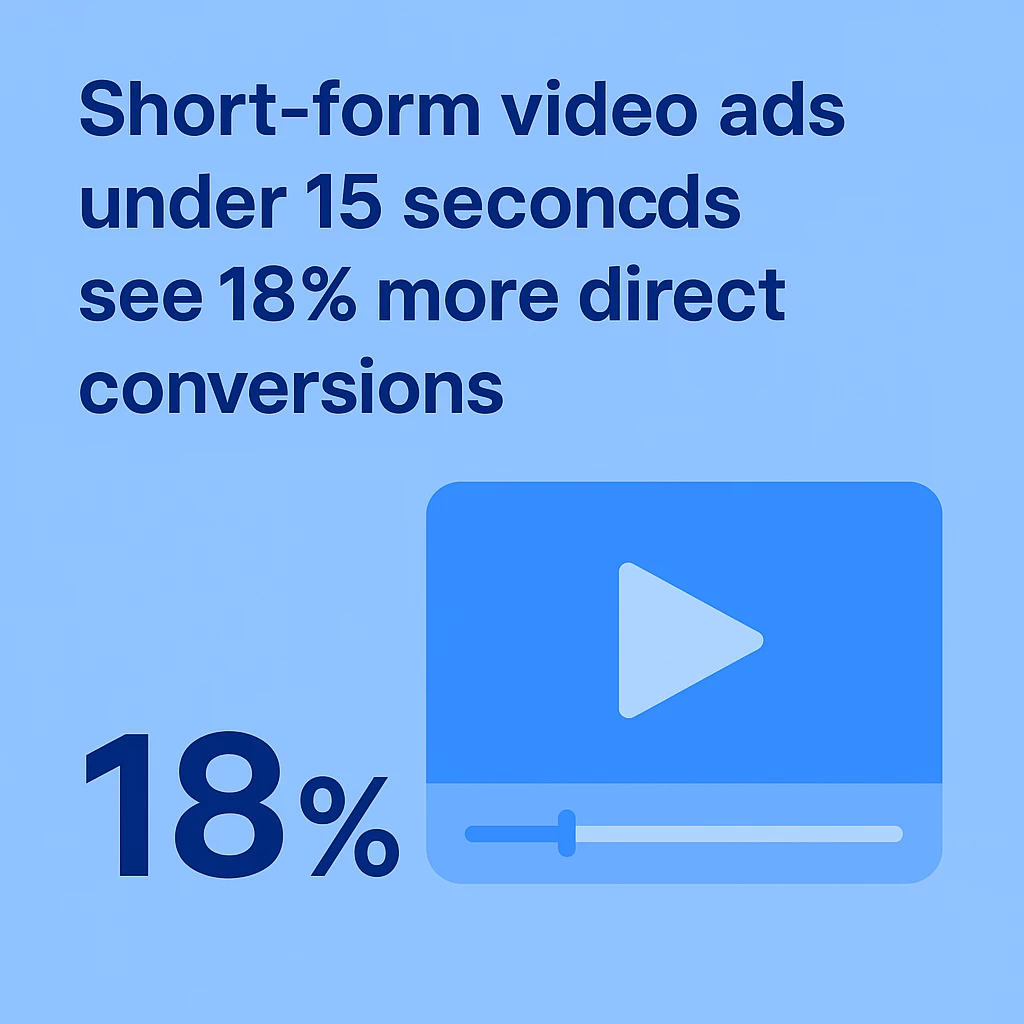 Short-form video ads
under 15 seconcds
see 18% more direct
conversions
18%